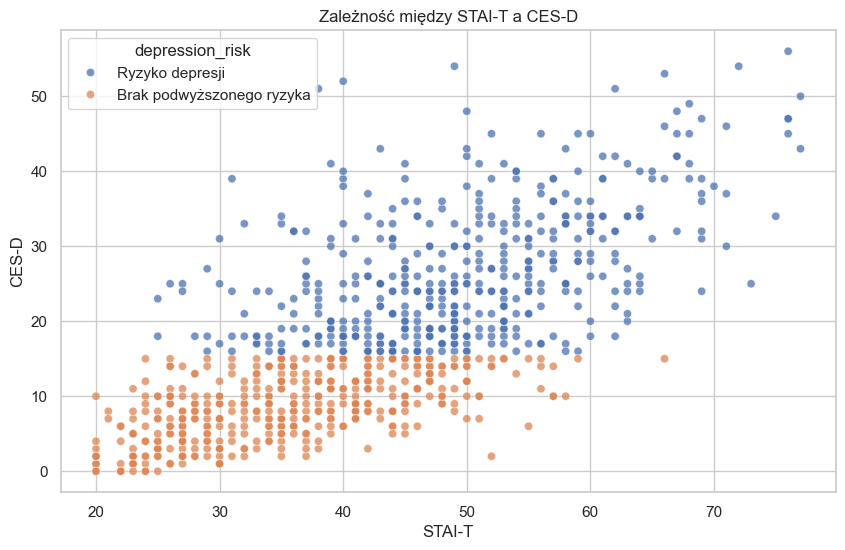 Zależność między STAI-T a CES-D
depression_risk
Ryzyko depresji
Brak podwyższonego ryzyka
CES-D
50
40
30
20
10
0
20 30 40 50 60 70
STAI-T